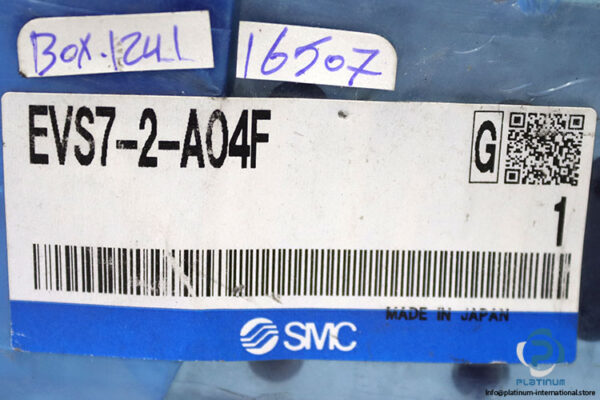 Box.1241
16507
EVS7-2-A04F
G
1
MADE IN JAPAN
SMC
PLATINUM
info@platinum-international.store